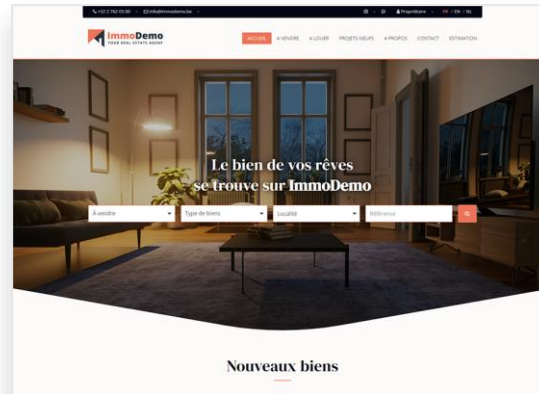 +32 2 762 05 00
info@immodemo.be
Propriétaire
FR / EN / NL
ImmoDemo
YOUR REAL ESTATE AGENT
ACCUEIL A VENDRE A LOUER PROJETS NEUFS A PROPOS CONTACT ESTIMATION
Le bien de vos rêves
se trouve sur ImmoDemo
À vendre Type de biens Localité Référence
Nouveaux biens